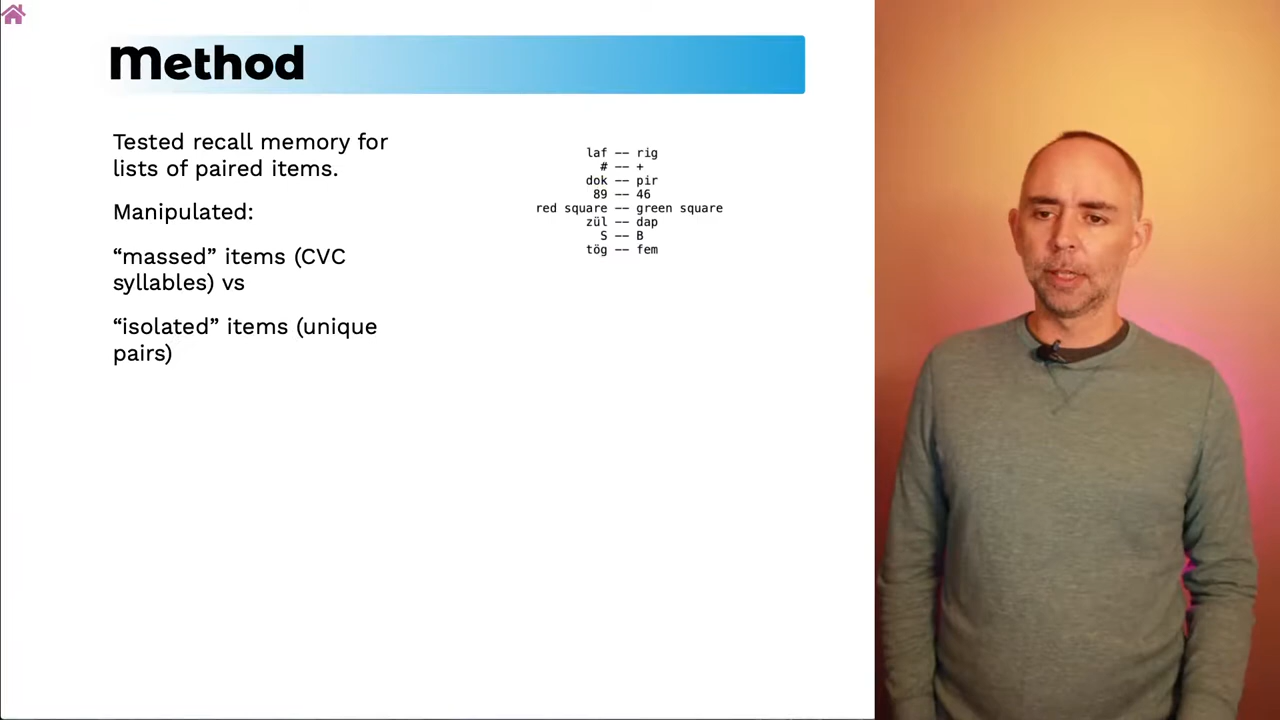 Method
Tested recall memory for
lists of paired items.
Manipulated:
“massed” items (CVC
syllables) vs
“isolated” items (unique
pairs)
laf -- rig
# -- +
dok -- pir
89 -- 46
red square -- green square
zül -- dap
S -- B
tög -- fem